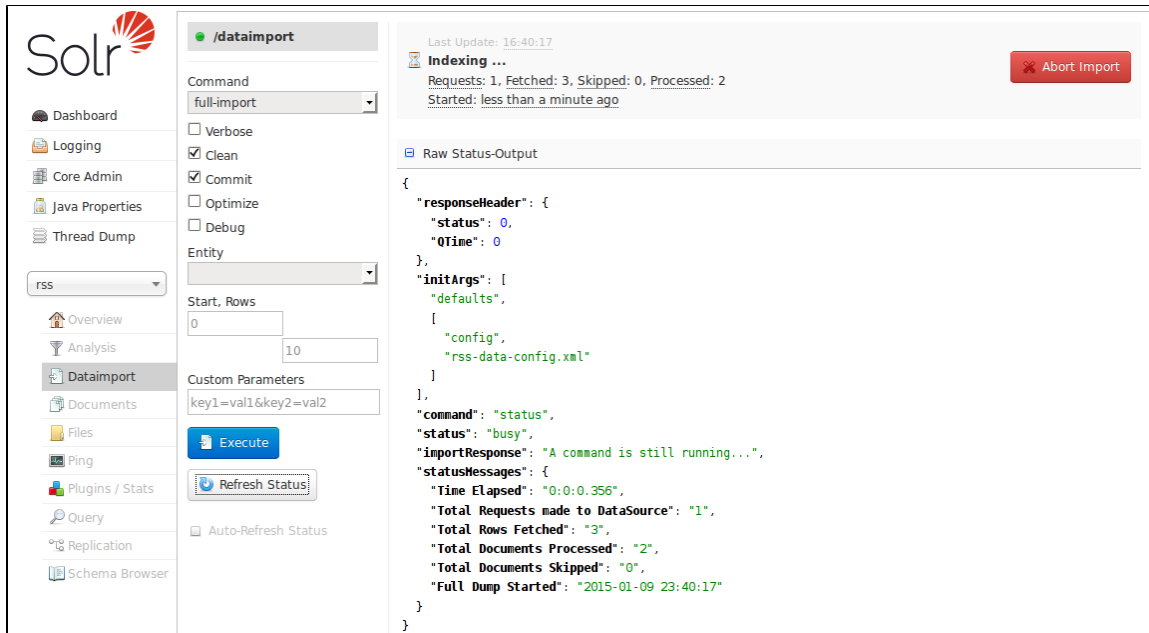 Solr
Dashboard
Logging
Core Admin
Java Properties
Thread Dump
rss
Overview
Analysis
Dataimport
Documents
Files
Ping
Plugins / Stats
Query
Replication
Schema Browser
/dataimport
Command
full-import
Verbose
Clean
Commit
Optimize
Debug
Entity
Start, Rows
0
10
Custom Parameters
key1=val1&key2=val2
Execute
Refresh Status
Auto-Refresh Status
Last Update: 16:40:17
Indexing ...
Requests: 1, Fetched: 3, Skipped: 0, Processed: 2
Started: less than a minute ago
Abort Import
Raw Status-Output
{
"responseHeader": {
"status": 0,
"QTime": 0
},
"initArgs": [
"defaults",
[
"config",
"rss-data-config.xml"
]
],
"command": "status",
"status": "busy",
"importResponse": "A command is still running...",
"statusMessages": {
"Time Elapsed": "0:0:0.356",
"Total Requests made to DataSource": "1",
"Total Rows Fetched": "3",
"Total Documents Processed": "2",
"Total Documents Skipped": "0",
"Full Dump Started": "2015-01-09 23:40:17"
}
}